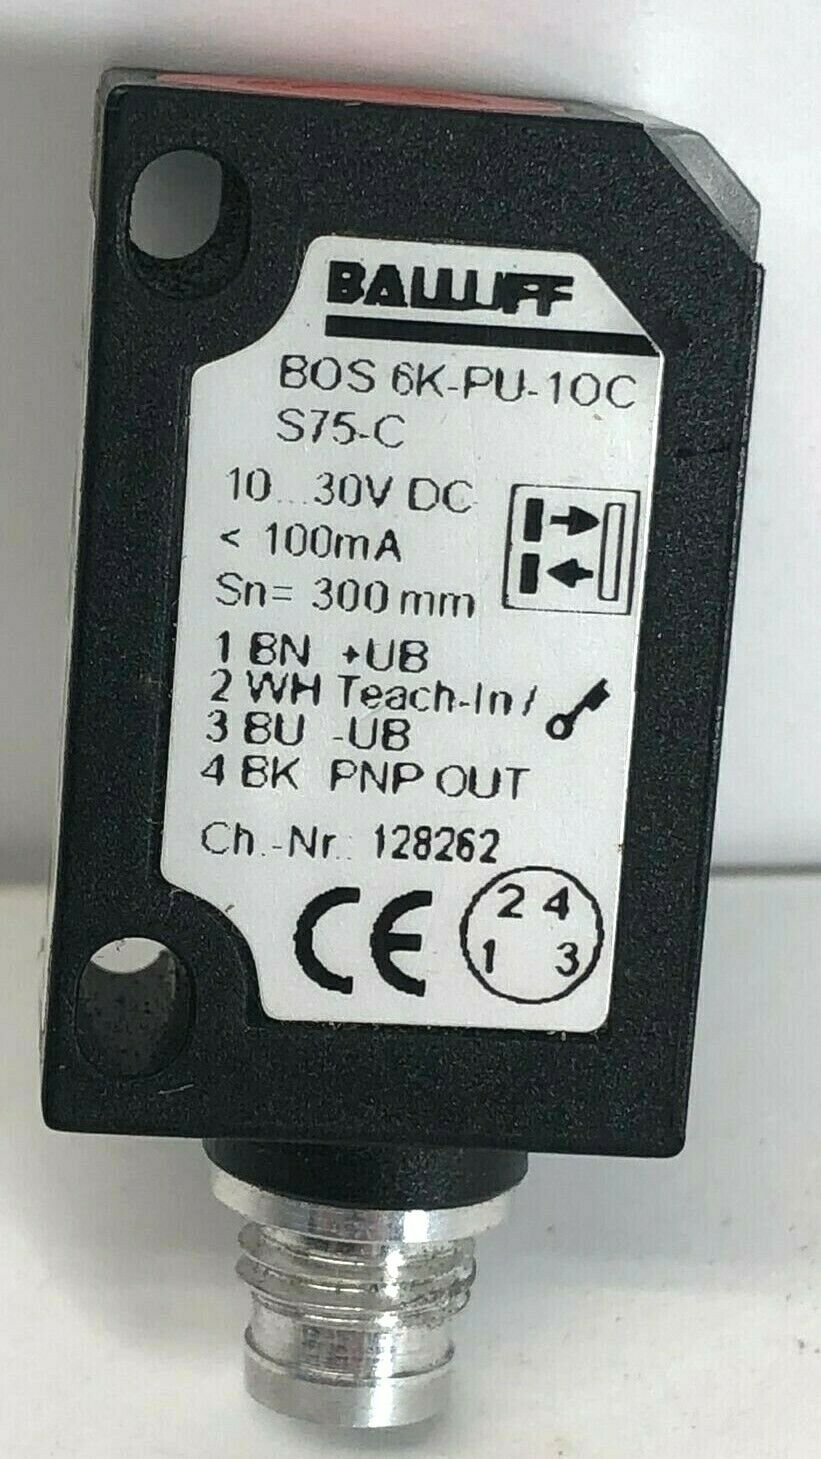 BALLUFF
BOS 6K-PU-1OC
S75-C
10...30V DC
< 100mA
Sn= 300 mm
1 BN +UB
2 WH Teach-In /
3 BU -UB
4 BK PNP OUT
Ch.-Nr.: 128262
CE
2 4
1 3